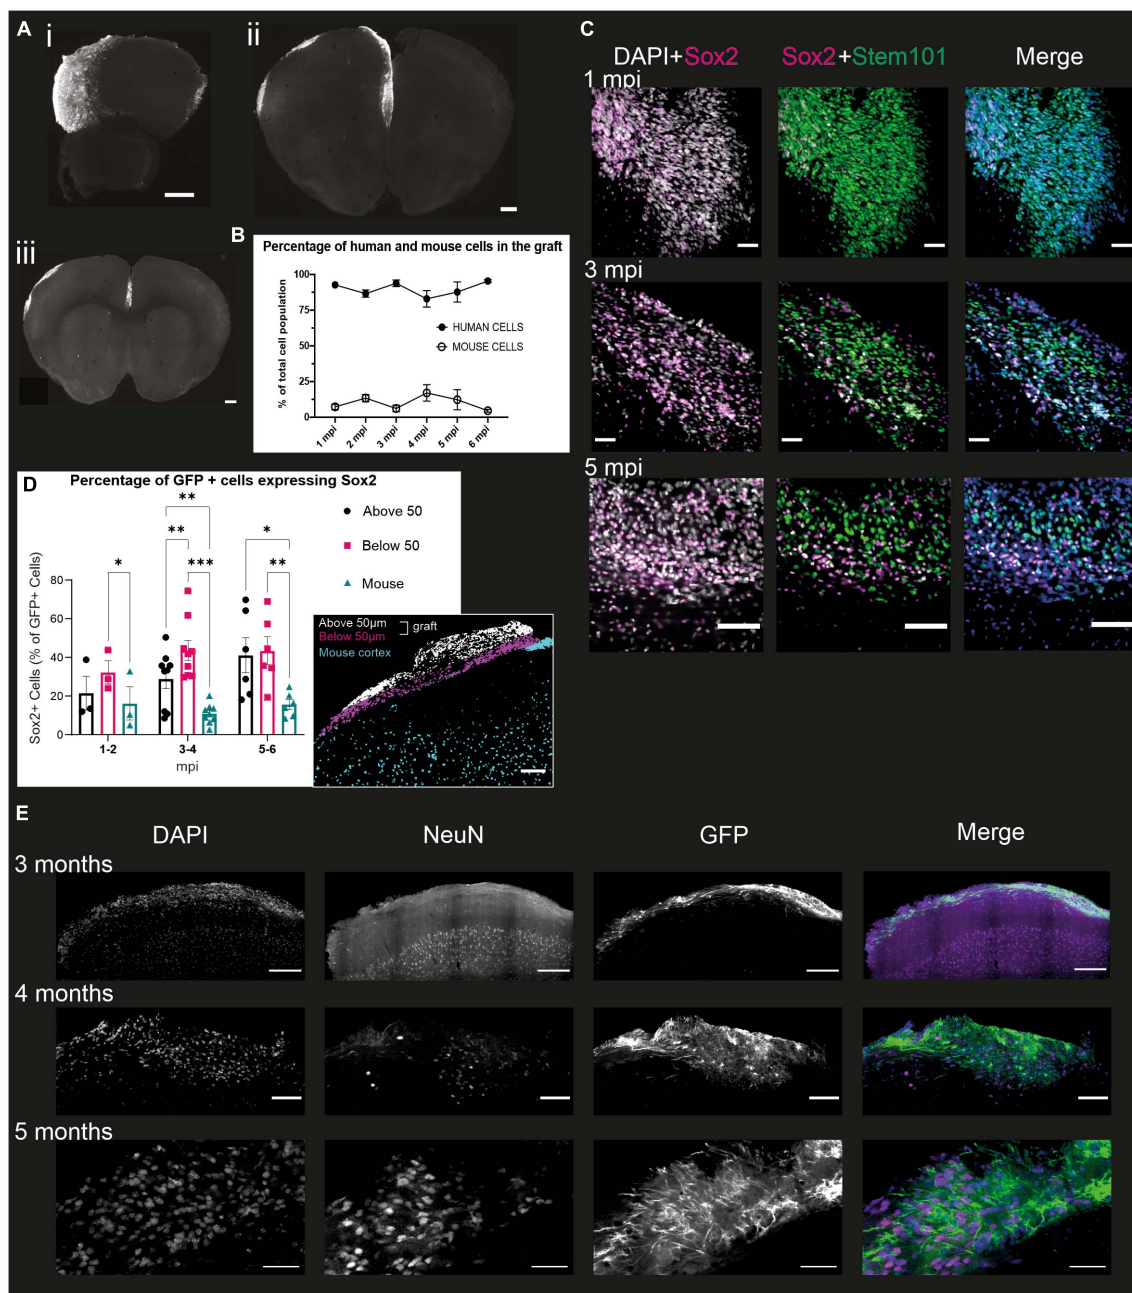 A
i
ii
iii
B
Percentage of human and mouse cells in the graft
% of total cell population
100
75
50
25
0
HUMAN CELLS
MOUSE CELLS
1 mpi
2 mpi
3 mpi
4 mpi
5 mpi
6 mpi
C
DAPI+Sox2
Sox2+Stem101
Merge
1 mpi
3 mpi
5 mpi
D
Percentage of GFP + cells expressing Sox2
Sox2+ Cells (% of GFP+ Cells)
80
60
40
20
0
*
**
**
***
*
**
Above 50
Below 50
Mouse
1-2
3-4
5-6
mpi
Above 50µm
Below 50µm
graft
Mouse cortex
E
DAPI
NeuN
GFP
Merge
3 months
4 months
5 months